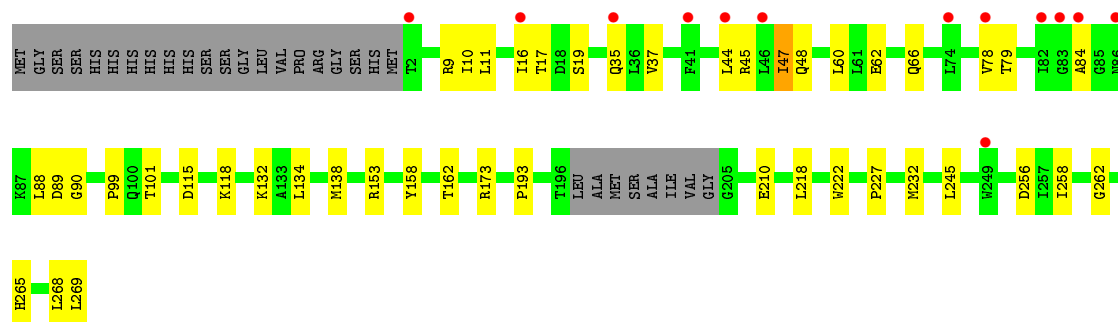 MET GLY SER SER HIS HIS HIS HIS HIS HIS SER SER GLY LEU VAL PRO ARG GLY SER HIS MET T2 R9 I10 L11 I16 T17 D18 S19 Q35 L36 V37 F41 L44 R45 L46 I47 Q48 L60 L61 E62 Q66 L74 V78 T79 I82 G83 A84 G85 N86
K87 L88 D89 G90 P99 Q100 T101 D115 K118 K132 A133 L134 M138 R153 Y158 T162 R173 P193 T196 LEU ALA MET SER ALA ILE VAL GLY G205 E210 L218 W222 P227 M232 L245 W249 D256 I257 I258 G262
H265 L268 L269